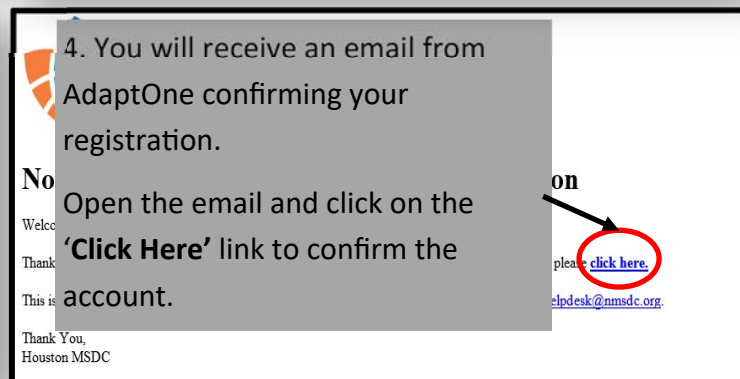 4. You will receive an email from
AdaptOne confirming your
registration.
Open the email and click on the
‘Click Here’ link to confirm the
account.
No on
Welco
Thank please click here.
This is elpdesk@nmsdc.org.
Thank You,
Houston MSDC